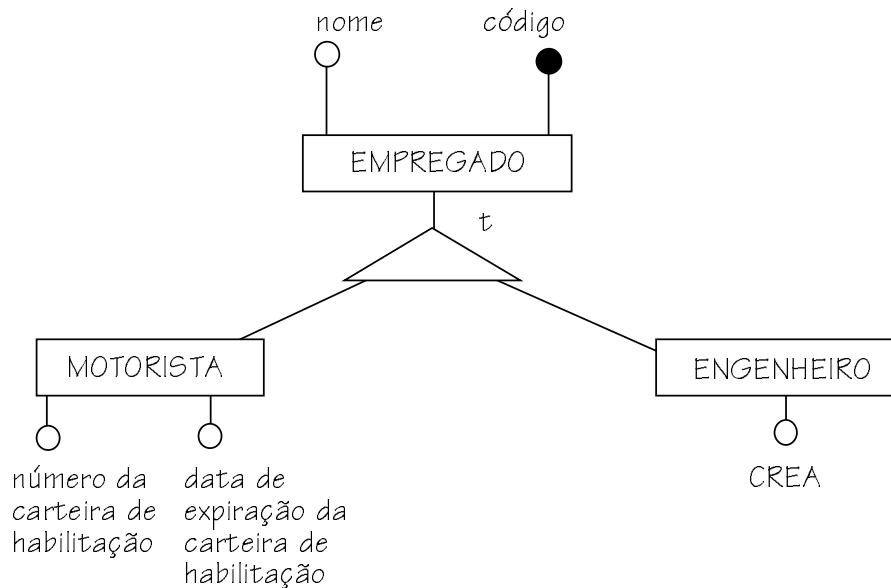 nome
código
EMPREGADO
t
MOTORISTA
ENGENHEIRO
número da
carteira de
habilitação
data de
expiração da
carteira de
habilitação
CREA